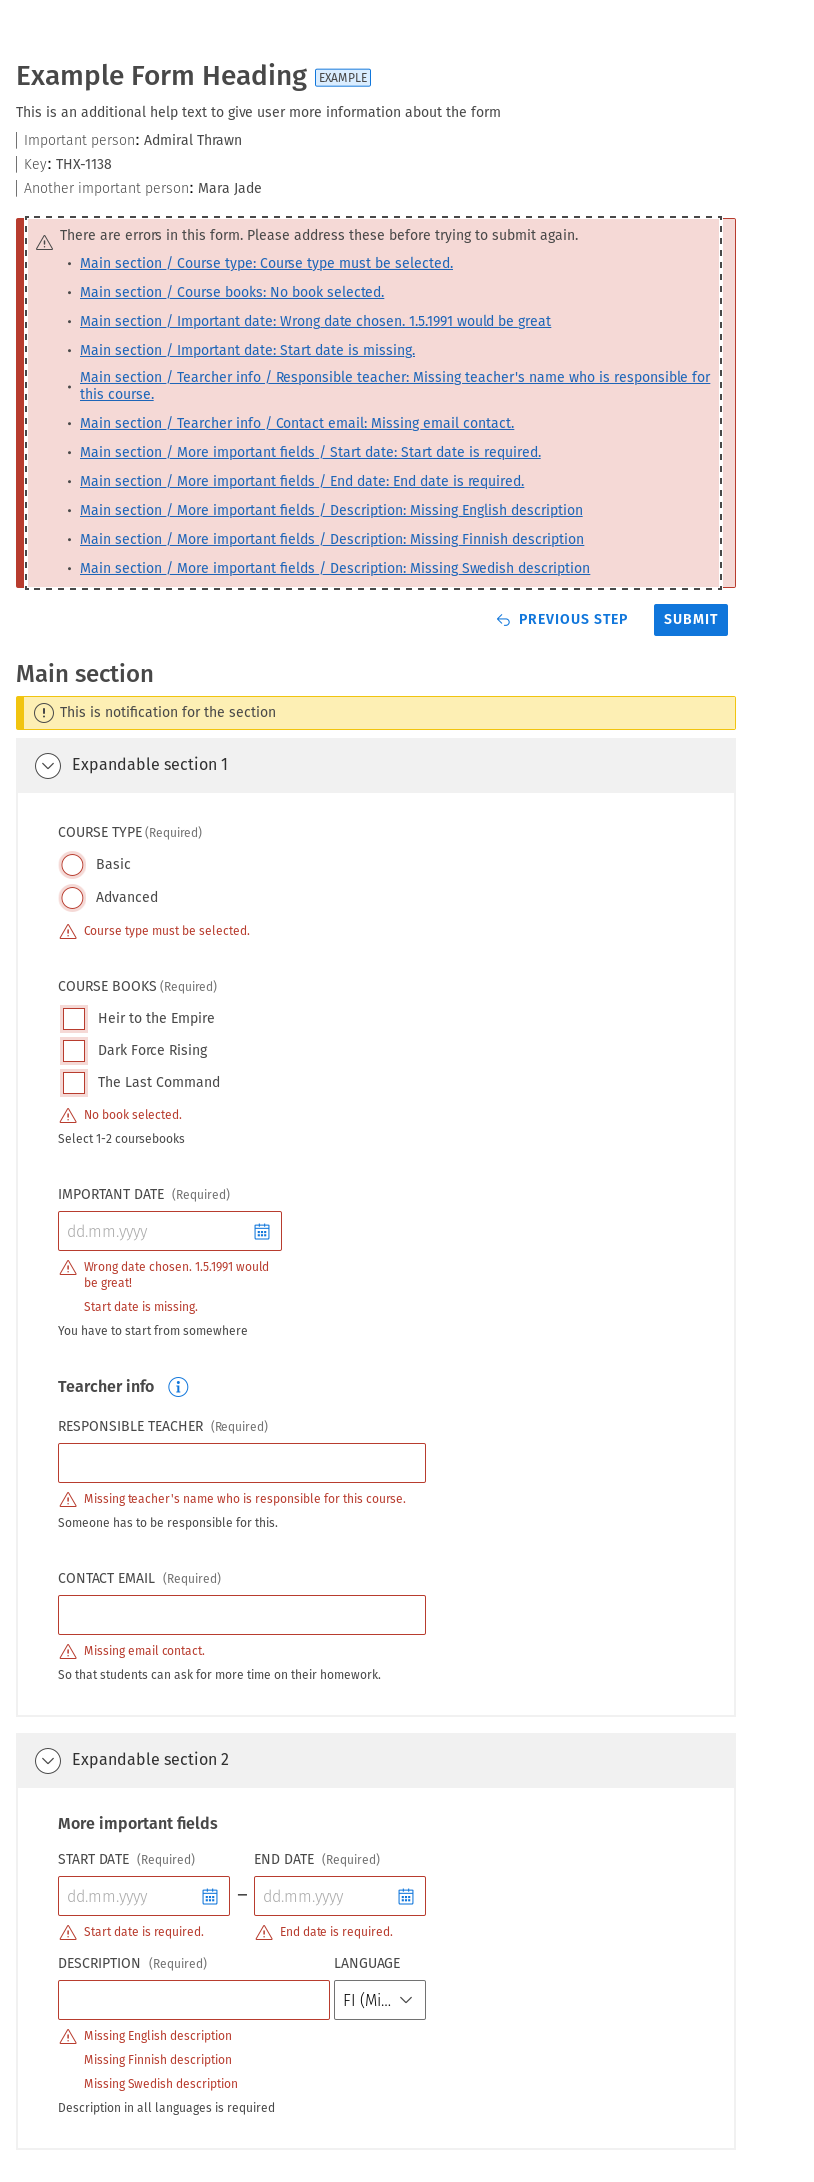 Example Form Heading EXAMPLE
This is an additional help text to give user more information about the form
Important person: Admiral Thrawn
Key: THX-1138
Another important person: Mara Jade
There are errors in this form. Please address these before trying to submit again.
• Main section / Course type: Course type must be selected.
• Main section / Course books: No book selected.
• Main section / Important date: Wrong date chosen. 1.5.1991 would be great
• Main section / Important date: Start date is missing.
• Main section / Tearcher info / Responsible teacher: Missing teacher's name who is responsible for
this course.
• Main section / Tearcher info / Contact email: Missing email contact.
• Main section / More important fields / Start date: Start date is required.
• Main section / More important fields / End date: End date is required.
• Main section / More important fields / Description: Missing English description
• Main section / More important fields / Description: Missing Finnish description
• Main section / More important fields / Description: Missing Swedish description
PREVIOUS STEP SUBMIT
Main section
This is notification for the section
Expandable section 1
COURSE TYPE (Required)
Basic
Advanced
Course type must be selected.
COURSE BOOKS (Required)
Heir to the Empire
Dark Force Rising
The Last Command
No book selected.
Select 1-2 coursebooks
IMPORTANT DATE (Required)
dd.mm.yyyy
Wrong date chosen. 1.5.1991 would
be great!
Start date is missing.
You have to start from somewhere
Tearcher info
RESPONSIBLE TEACHER (Required)
Missing teacher's name who is responsible for this course.
Someone has to be responsible for this.
CONTACT EMAIL (Required)
Missing email contact.
So that students can ask for more time on their homework.
Expandable section 2
More important fields
START DATE (Required) END DATE (Required)
dd.mm.yyyy – dd.mm.yyyy
Start date is required. End date is required.
DESCRIPTION (Required) LANGUAGE
FI (Mi...
Missing English description
Missing Finnish description
Missing Swedish description
Description in all languages is required